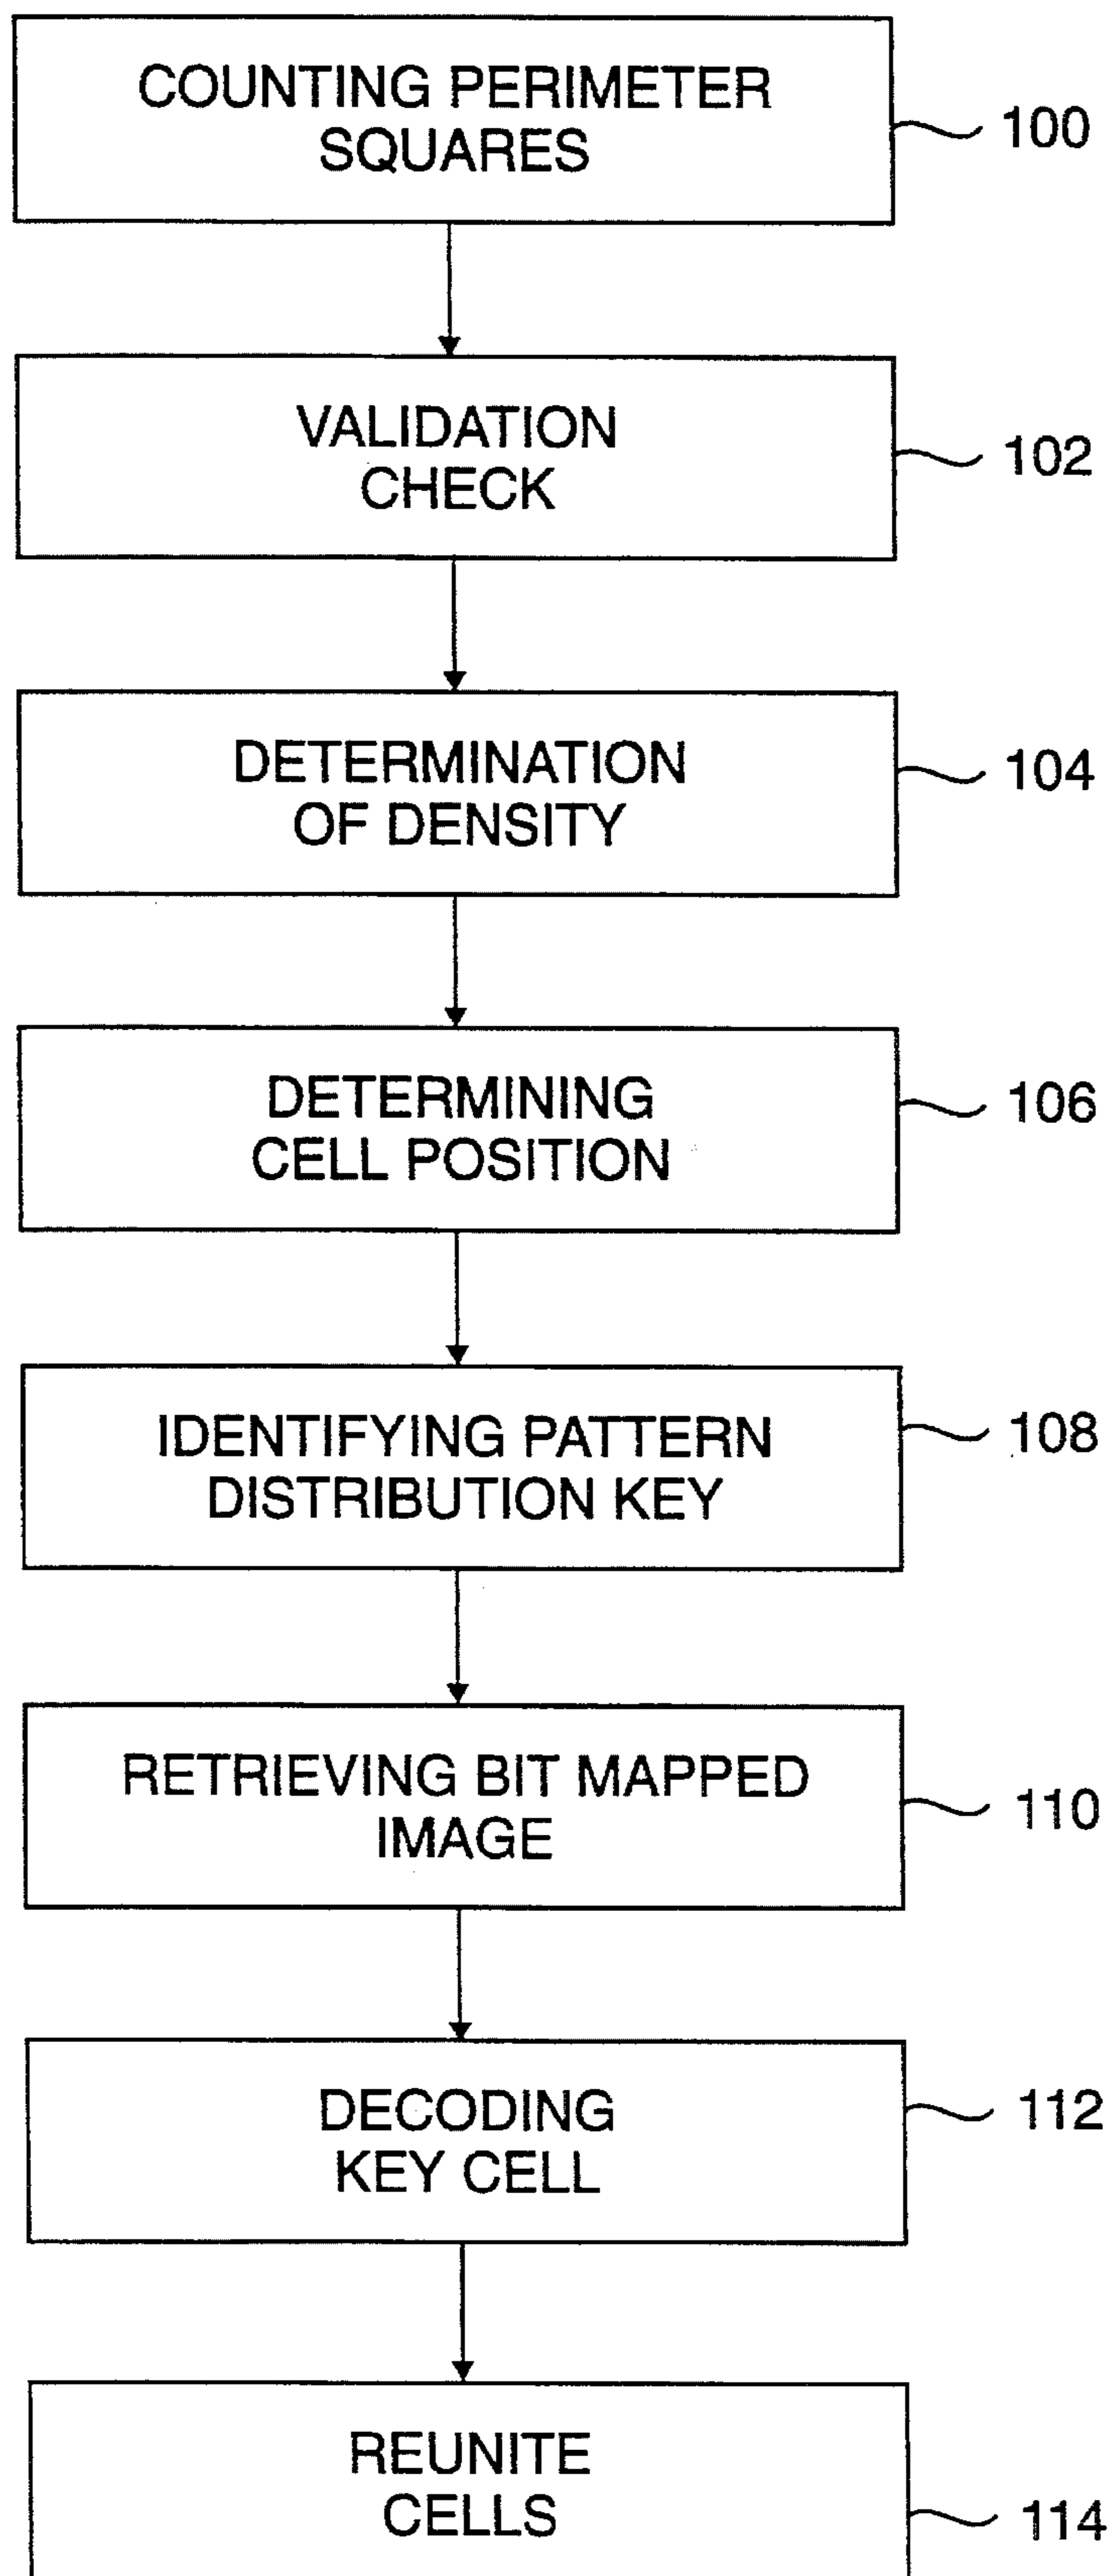 COUNTING PERIMETER
SQUARES
100
VALIDATION
CHECK
102
DETERMINATION
OF DENSITY
104
DETERMINING
CELL POSITION
106
IDENTIFYING PATTERN
DISTRIBUTION KEY
108
RETRIEVING BIT MAPPED
IMAGE
110
DECODING
KEY CELL
112
REUNITE
CELLS
114